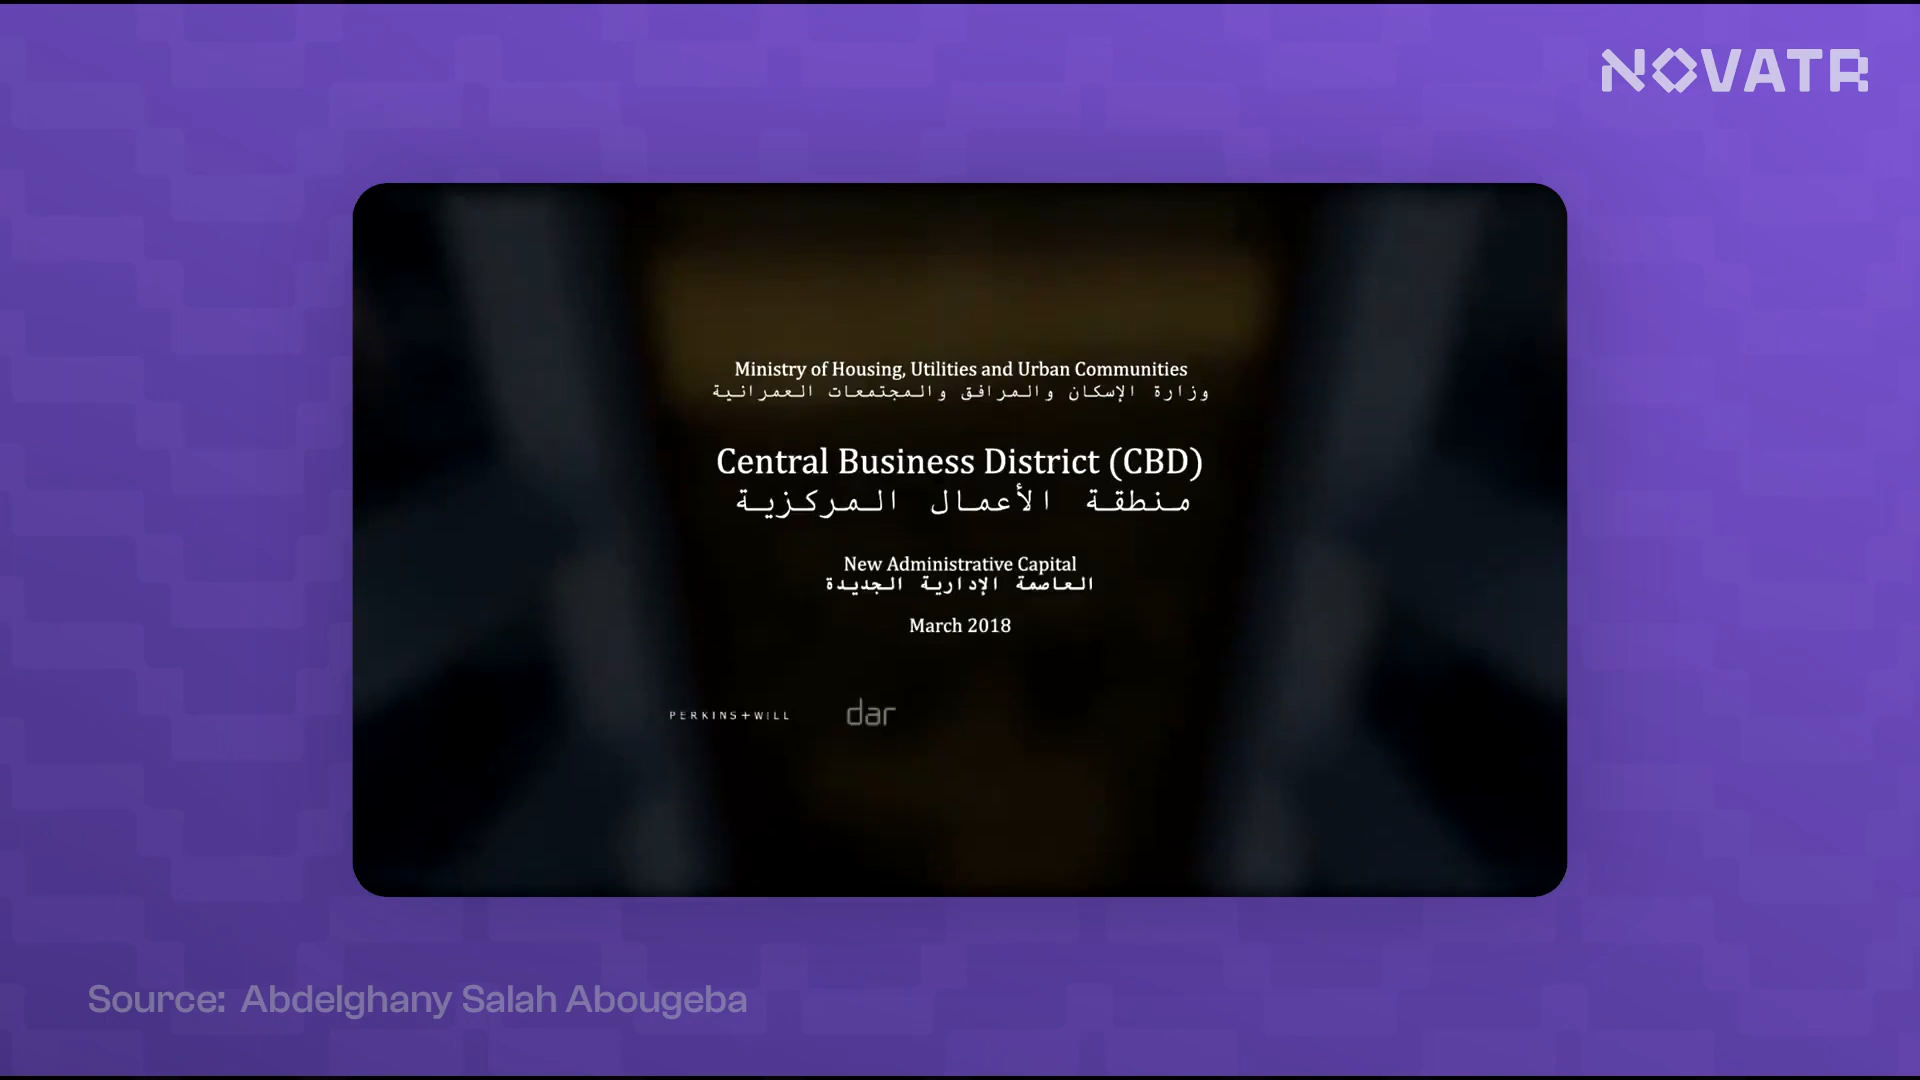 NOVATR
Ministry of Housing, Utilities and Urban Communities
وزارة الإسكان والمرافق والمجتمعات العمرانية
Central Business District (CBD)
منطقة الأعمال المركزية
New Administrative Capital
العاصمة الإدارية الجديدة
March 2018
PERKINS+WILL dar
Source: Abdelghany Salah Abougeba